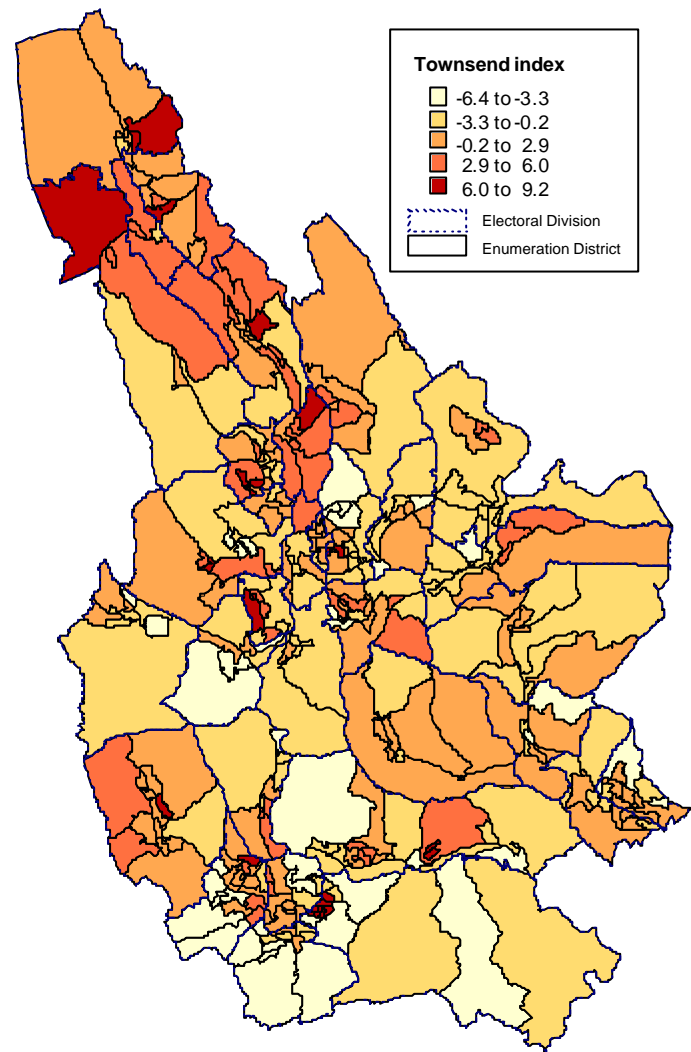 Townsend index
-6.4 to -3.3
-3.3 to -0.2
-0.2 to 2.9
2.9 to 6.0
6.0 to 9.2
Electoral Division
Enumeration District